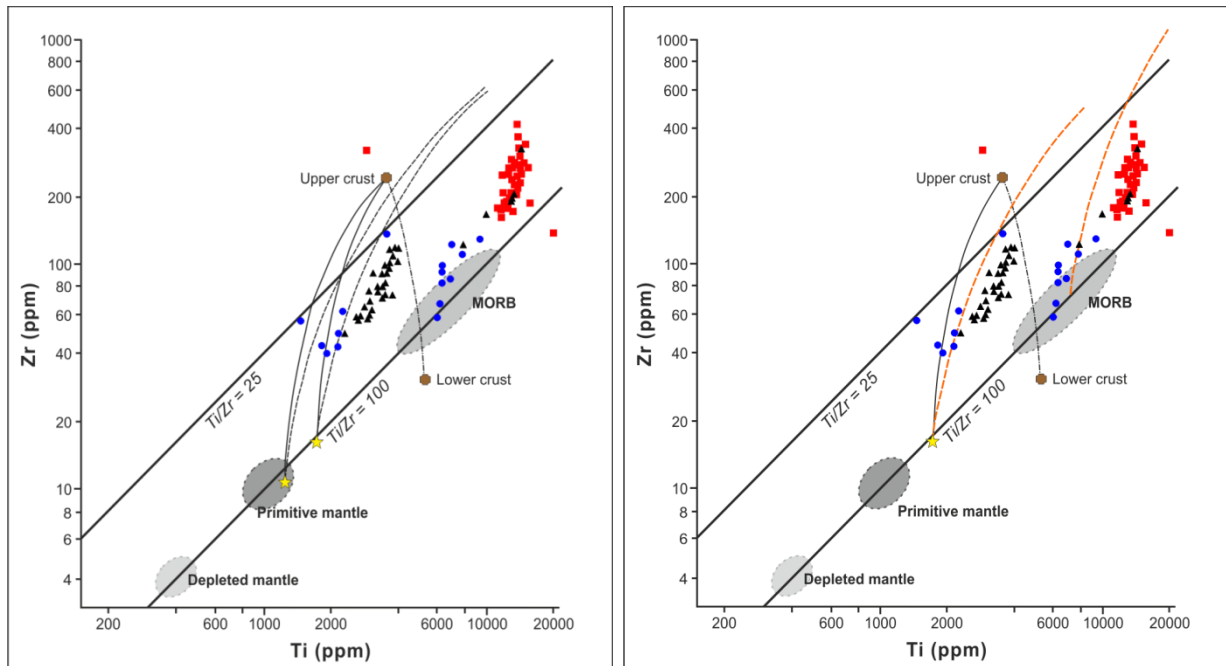 1000
800
600
400
200
100
80
60
40
20
10
8
6
4
Zr (ppm)
Upper crust
MORB
Lower crust
Ti/Zr = 25
Ti/Zr = 100
Primitive mantle
Depleted mantle
200
600
1000
2000
6000
10000
20000
Ti (ppm)
1000
800
600
400
200
100
80
60
40
20
10
8
6
4
Zr (ppm)
Upper crust
MORB
Lower crust
Ti/Zr = 25
Ti/Zr = 100
Primitive mantle
Depleted mantle
200
600
1000
2000
6000
10000
20000
Ti (ppm)